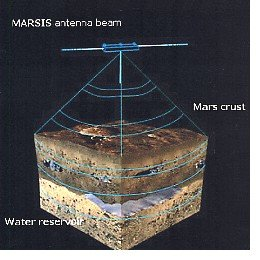 MARSIS antenna beam
Mars crust
Water reservoir